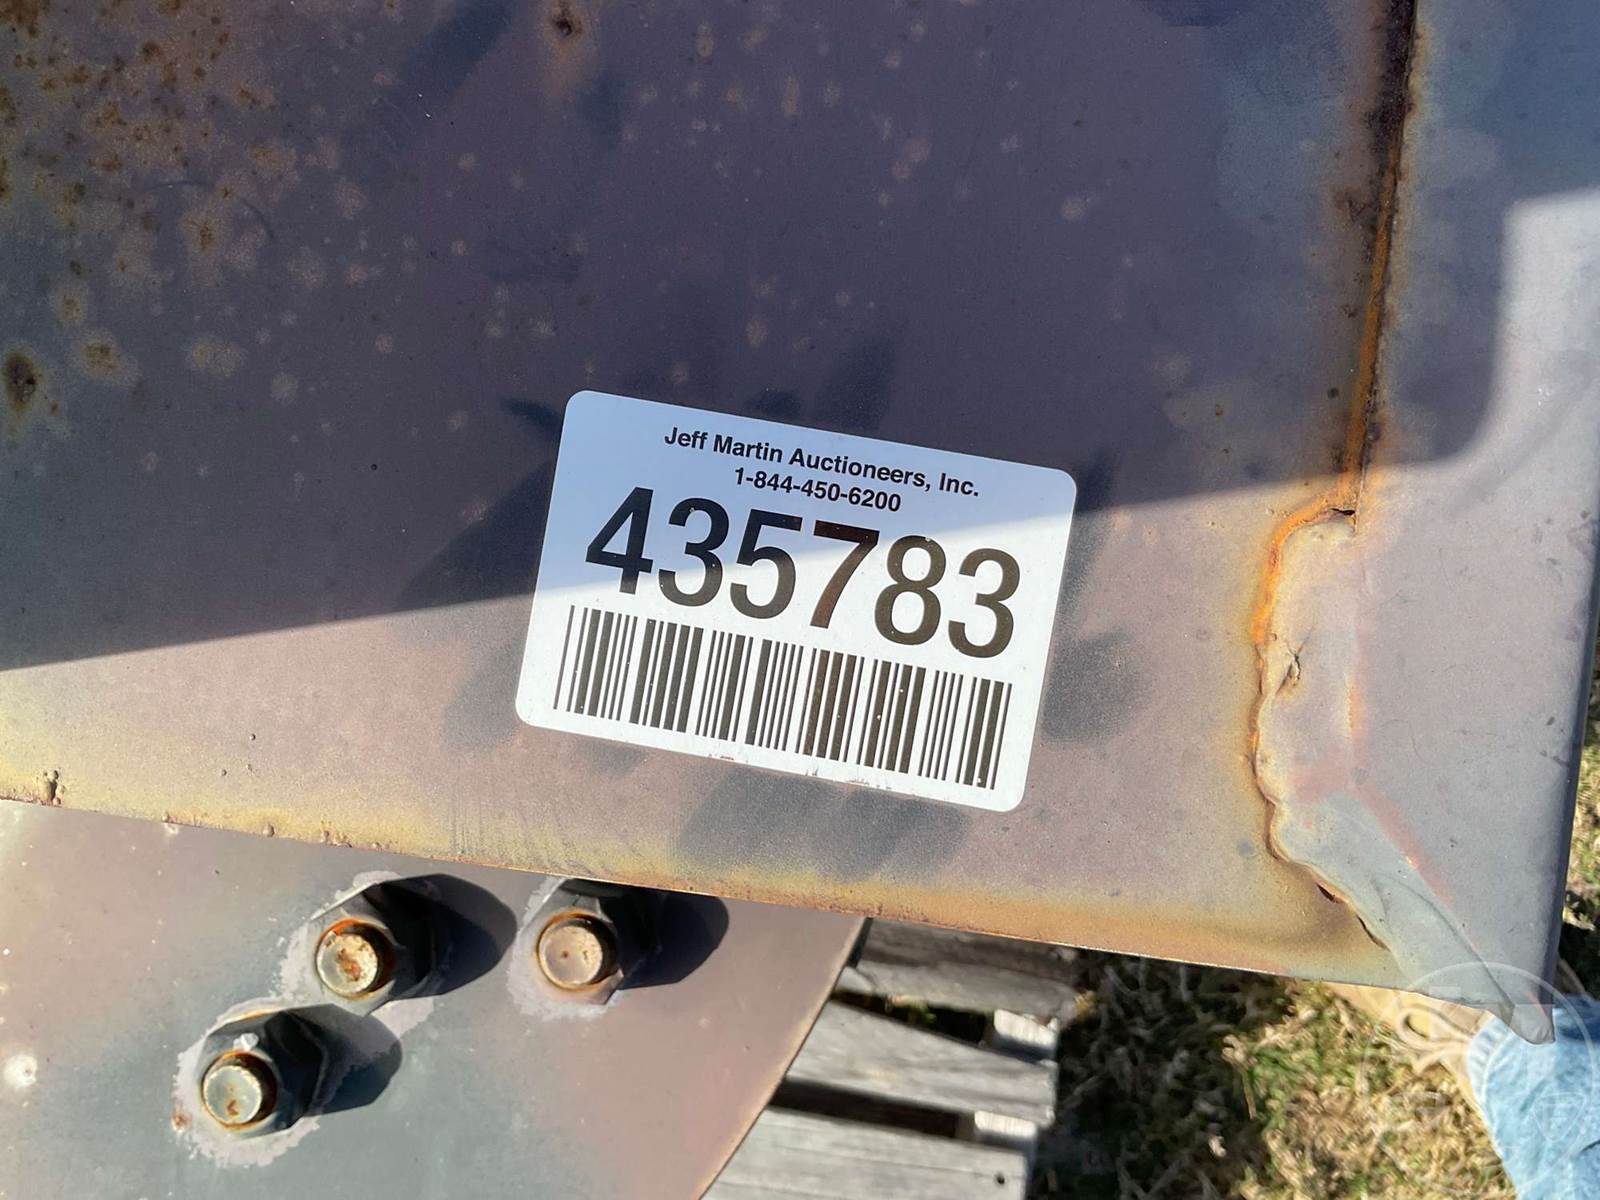 Jeff Martin Auctioneers, Inc.
1-844-450-6200
435783